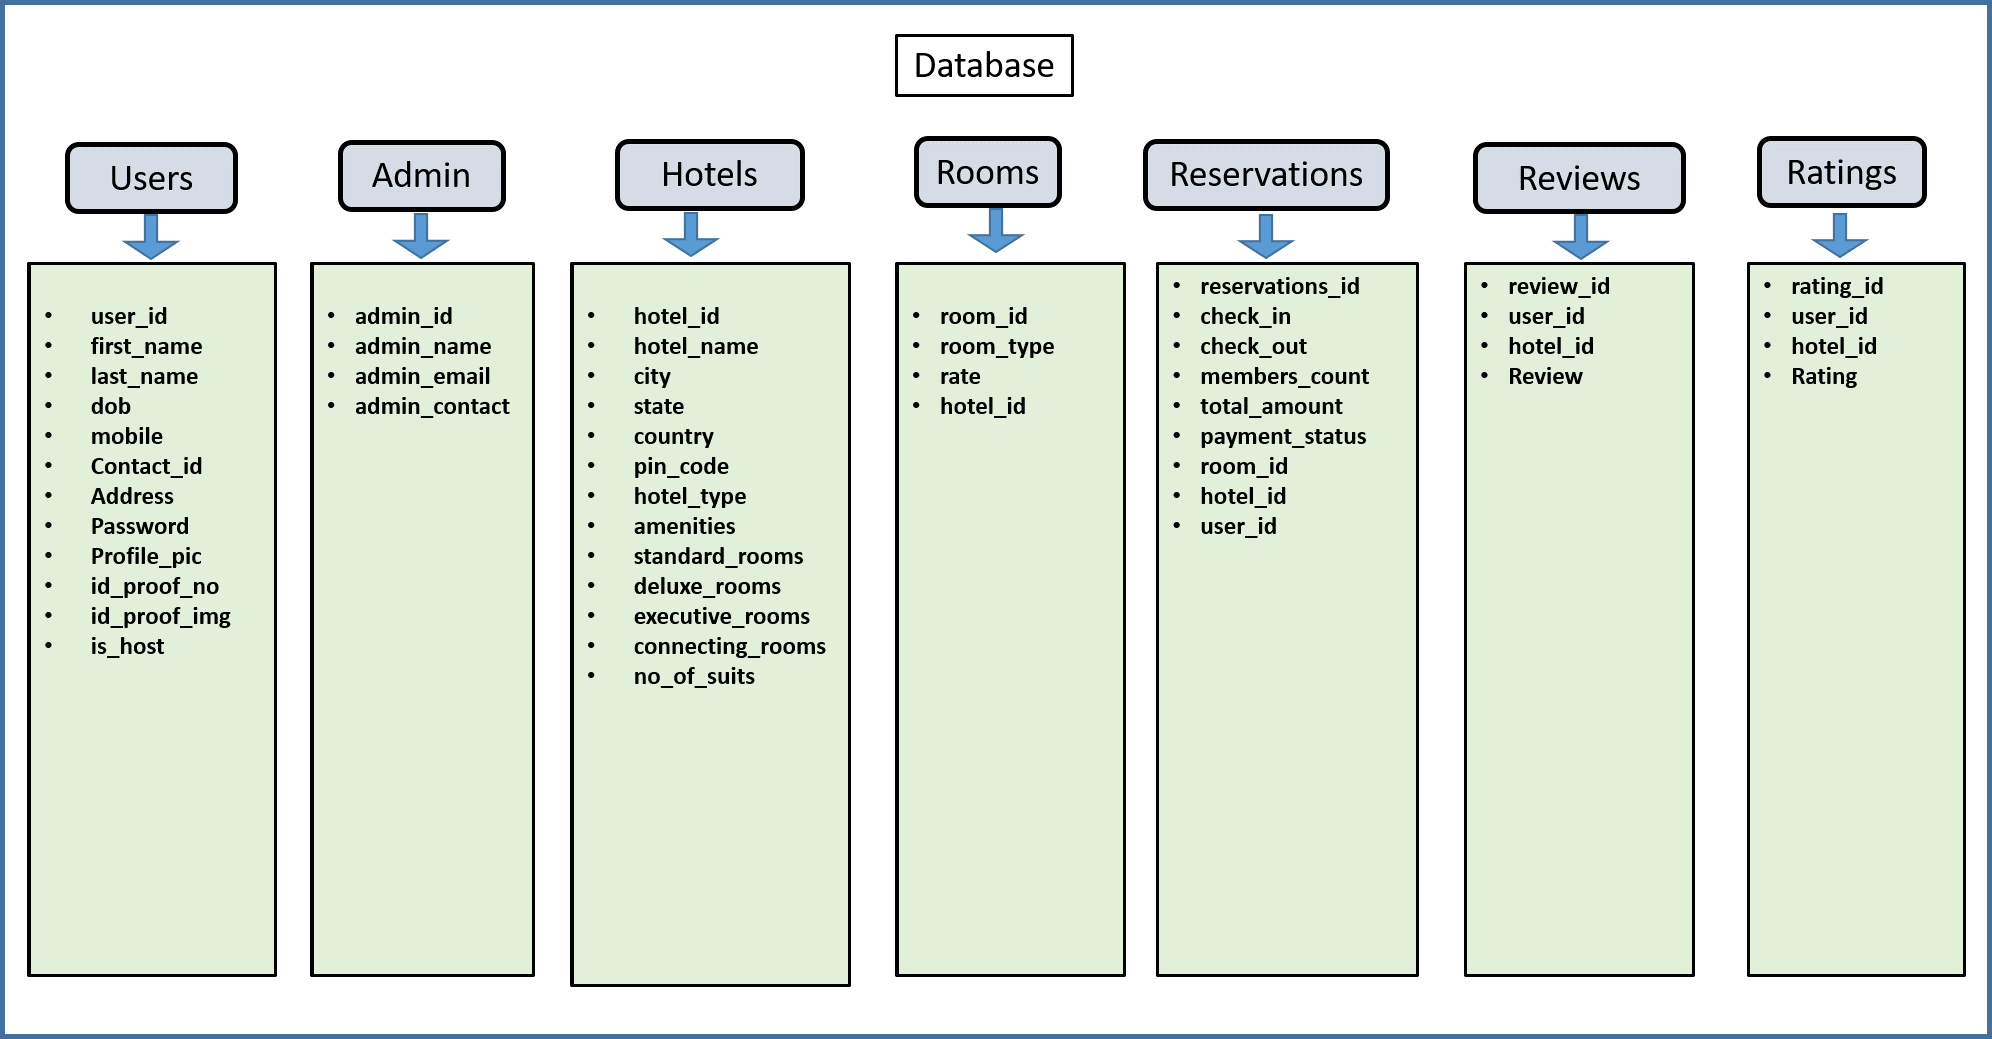 Database
Users
user_id
first_name
last_name
dob
mobile
Contact_id
Address
Password
Profile_pic
id_proof_no
id_proof_img
is_host
Admin
admin_id
admin_name
admin_email
admin_contact
Hotels
hotel_id
hotel_name
city
state
country
pin_code
hotel_type
amenities
standard_rooms
deluxe_rooms
executive_rooms
connecting_rooms
no_of_suits
Rooms
room_id
room_type
rate
hotel_id
Reservations
reservations_id
check_in
check_out
members_count
total_amount
payment_status
room_id
hotel_id
user_id
Reviews
review_id
user_id
hotel_id
Review
Ratings
rating_id
user_id
hotel_id
Rating